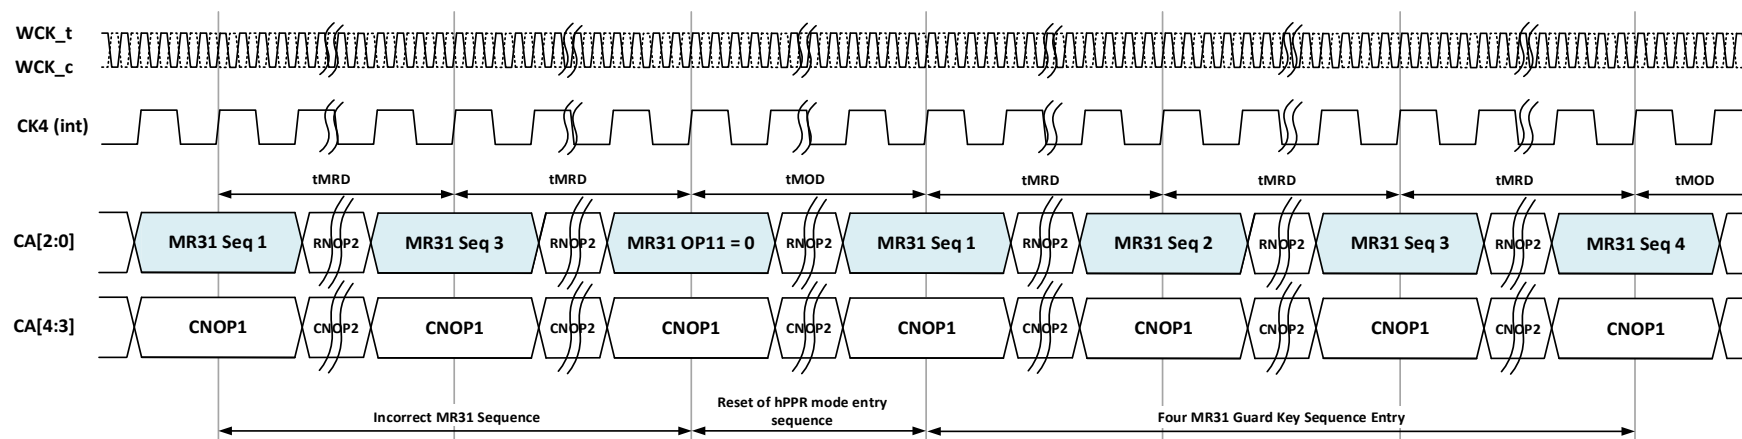 WCK_t
WCK_c
CK4 (int)
tMRD tMRD tMOD tMRD tMRD tMRD tMOD
CA[2:0] MR31 Seq 1 RNOP2 MR31 Seq 3 RNOP2 MR31 OP11 = 0 RNOP2 MR31 Seq 1 RNOP2 MR31 Seq 2 RNOP2 MR31 Seq 3 RNOP2 MR31 Seq 4
CA[4:3] CNOP1 CNOP2 CNOP1 CNOP2 CNOP1 CNOP2 CNOP1 CNOP2 CNOP1 CNOP2 CNOP1 CNOP2 CNOP1
Incorrect MR31 Sequence
Reset of hPPR mode entry
sequence
Four MR31 Guard Key Sequence Entry